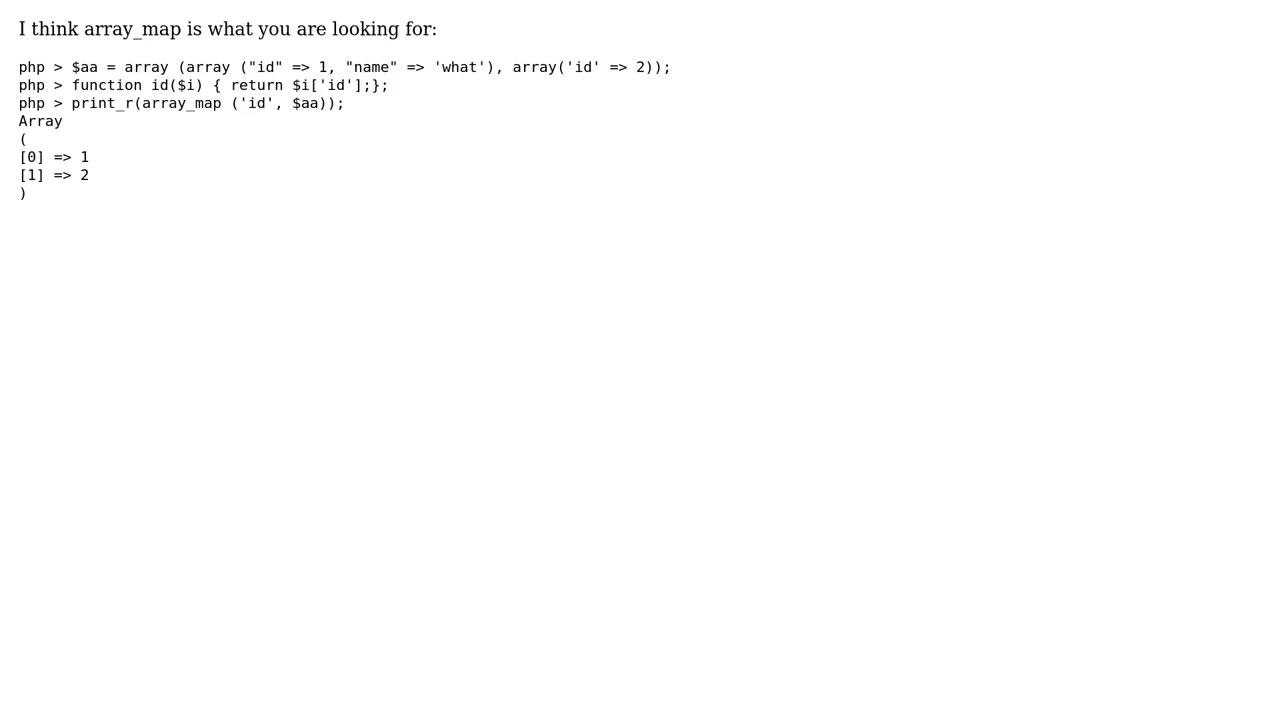 I think array_map is what you are looking for:
php > $aa = array (array ("id" => 1, "name" => 'what'), array('id' => 2));
php > function id($i) { return $i['id'];};
php > print_r(array_map ('id', $aa));
Array
(
[0] => 1
[1] => 2
)